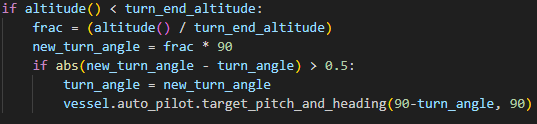 if altitude() < turn_end_altitude:
    frac = (altitude() / turn_end_altitude)
    new_turn_angle = frac * 90
    if abs(new_turn_angle - turn_angle) > 0.5:
        turn_angle = new_turn_angle
        vessel.auto_pilot.target_pitch_and_heading(90-turn_angle, 90)